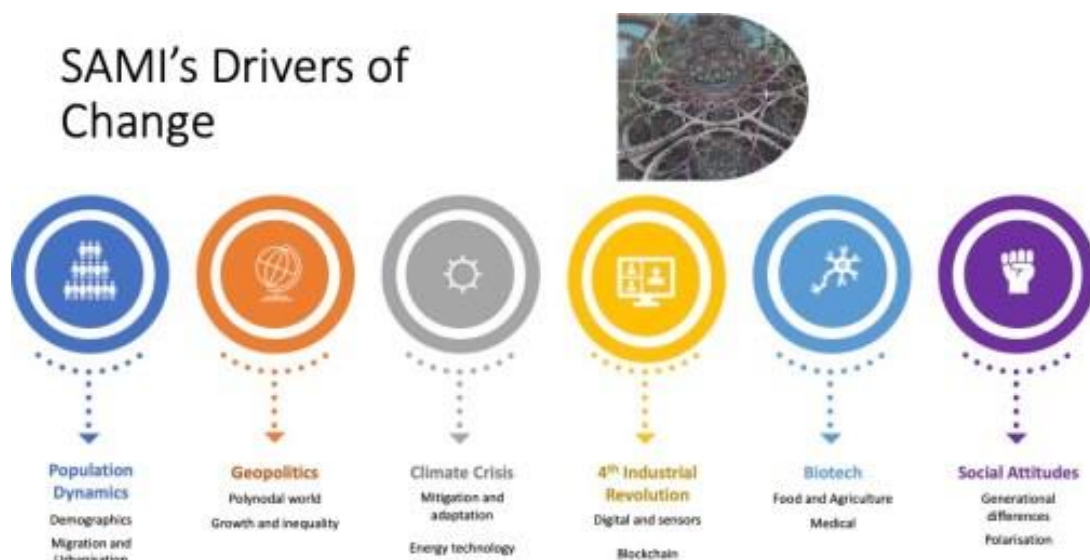 SAMI's Drivers of
Change
Population
Dynamics
Demographics
Migration and
Urbanisation
Geopolitics
Polynodal world
Growth and inequality
Climate Crisis
Mitigation and
adaptation
Energy technology
4th Industrial
Revolution
Digital and sensors
Blockchain
Biotech
Food and Agriculture
Medical
Social Attitudes
Generational
differences
Polarisation